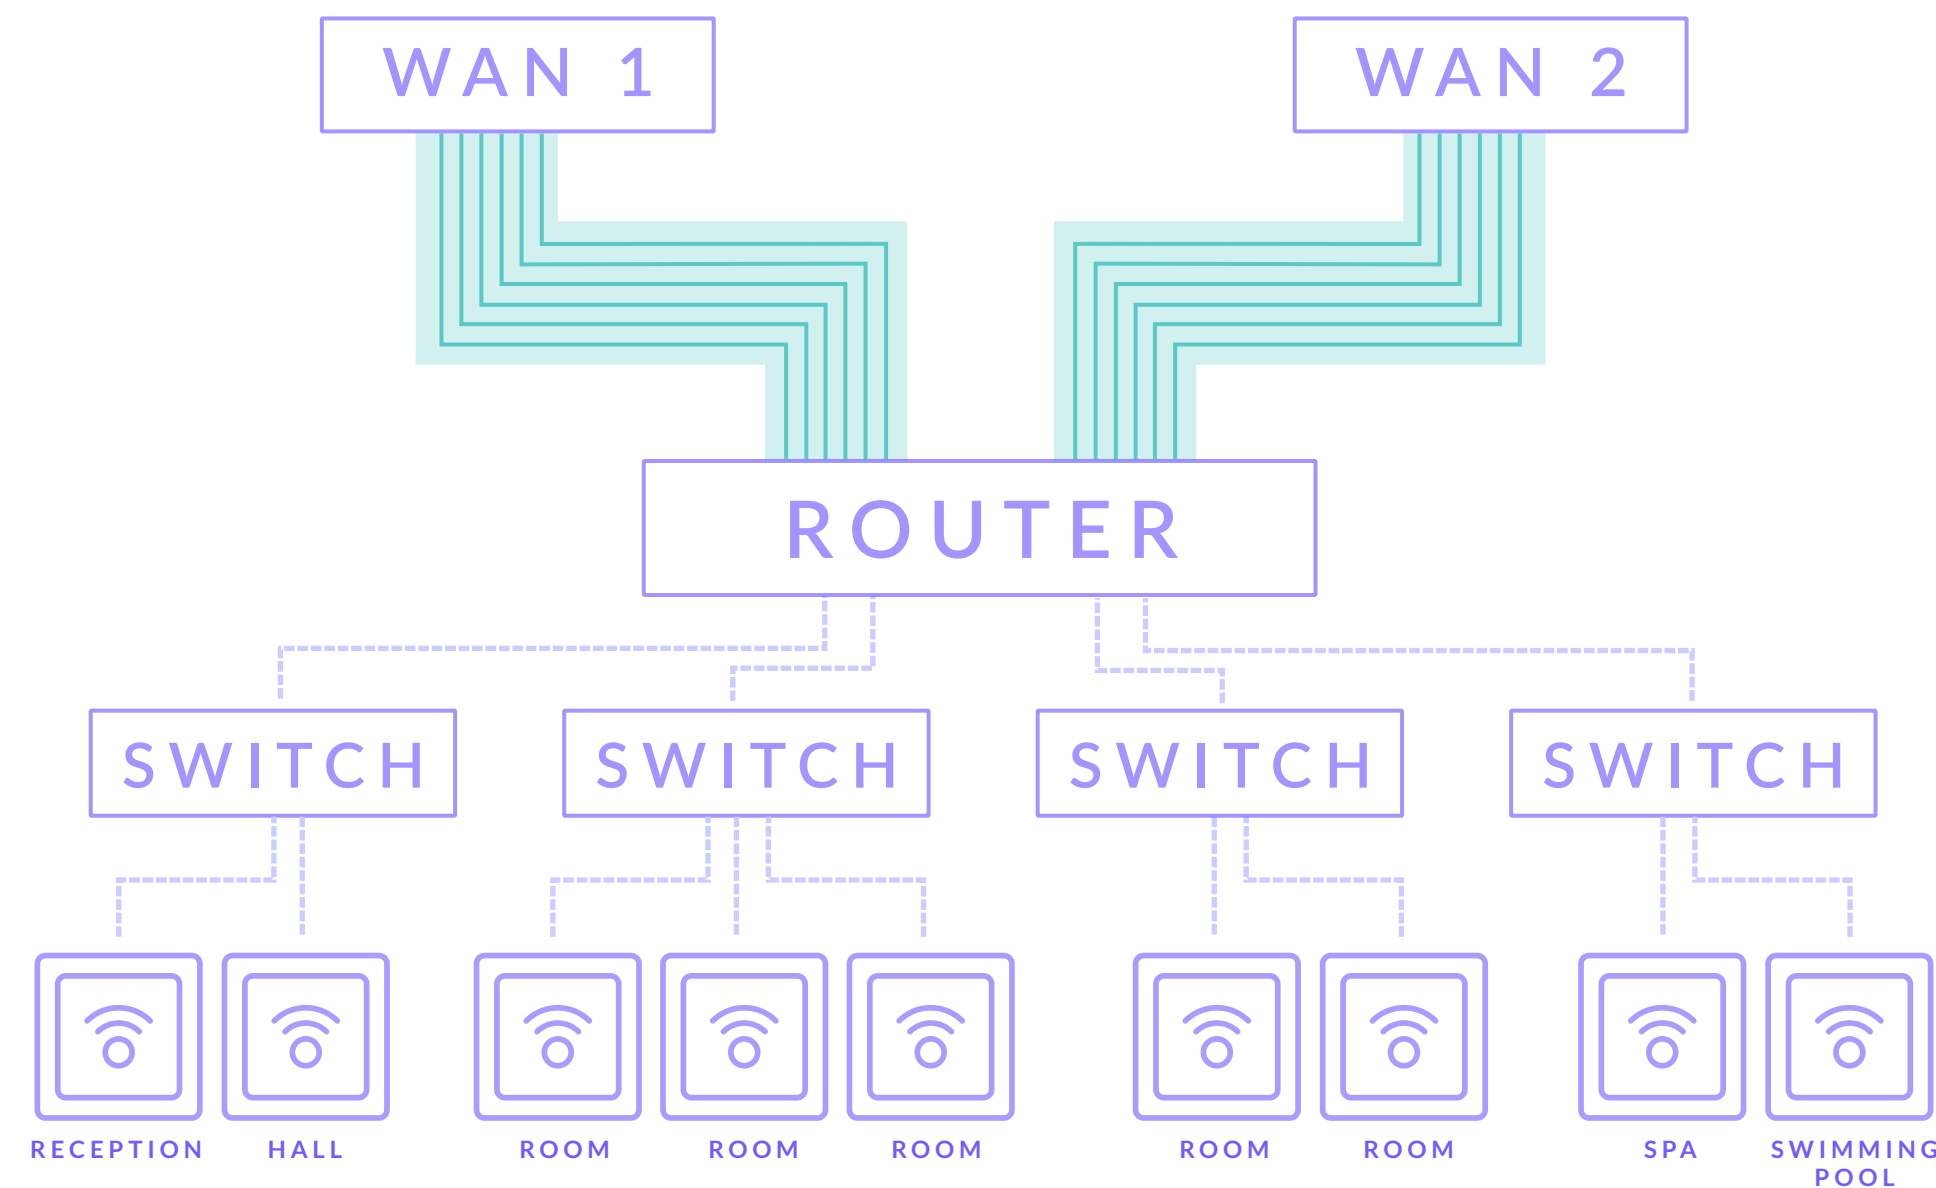 WAN 1
WAN 2
ROUTER
SWITCH
SWITCH
SWITCH
SWITCH
RECEPTION
HALL
ROOM
ROOM
ROOM
ROOM
ROOM
SPA
SWIMMING
POOL